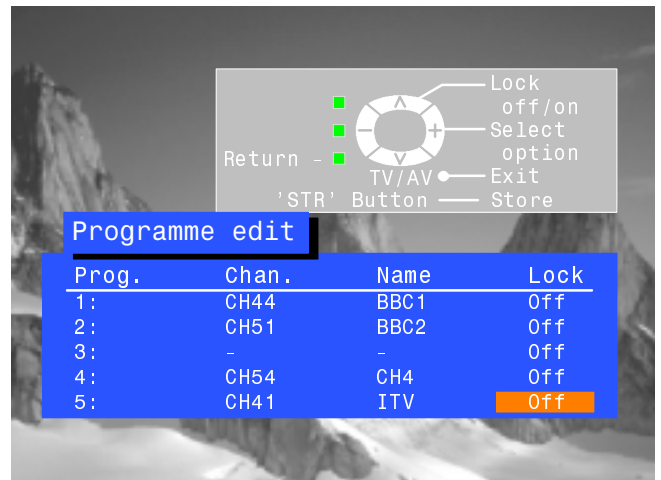 Lock
off/on
Select
option
Return –
TV/AV
Exit
'STR' Button
Store
Programme edit
Prog. Chan. Name Lock
1: CH44 BBC1 Off
2: CH51 BBC2 Off
3: – – Off
4: CH54 CH4 Off
5: CH41 ITV Off